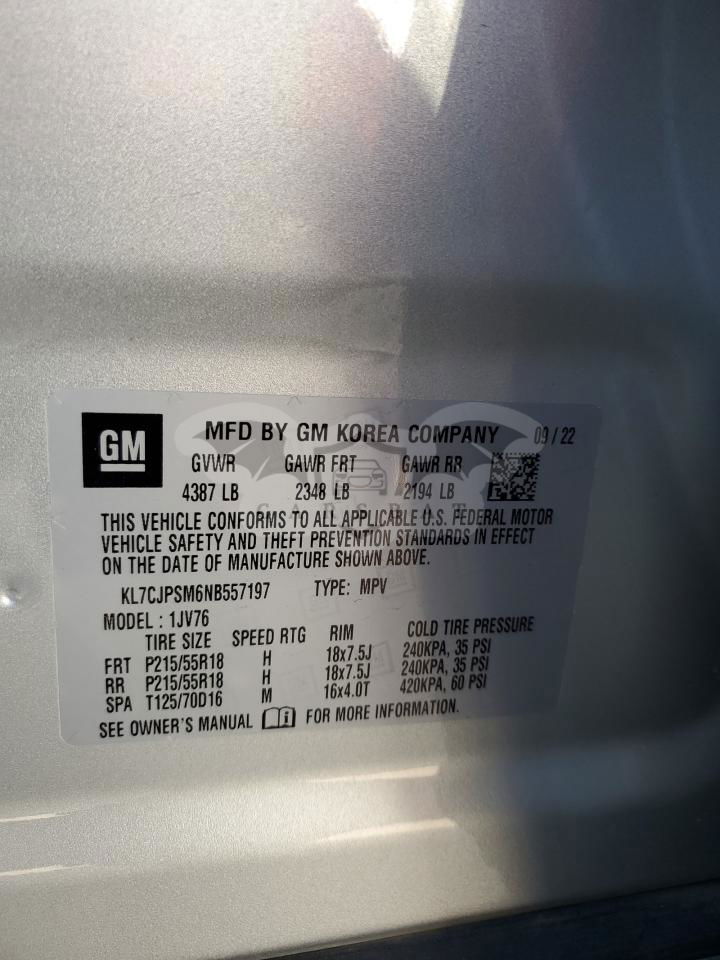 GM MFD BY GM KOREA COMPANY 09 / 22
GVWR GAWR FRT GAWR RR
4387 LB 2348 LB 2194 LB
CARSBAT
THIS VEHICLE CONFORMS TO ALL APPLICABLE U.S. FEDERAL MOTOR
VEHICLE SAFETY AND THEFT PREVENTION STANDARDS IN EFFECT
ON THE DATE OF MANUFACTURE SHOWN ABOVE.
KL7CJPSM6NB557197 TYPE: MPV
MODEL : 1JV76
TIRE SIZE SPEED RTG RIM COLD TIRE PRESSURE
FRT P215/55R18 H 18x7.5J 240KPA, 35 PSI
RR P215/55R18 H 18x7.5J 240KPA, 35 PSI
SPA T125/70D16 M 16x4.0T 420KPA, 60 PSI
SEE OWNER'S MANUAL FOR MORE INFORMATION.